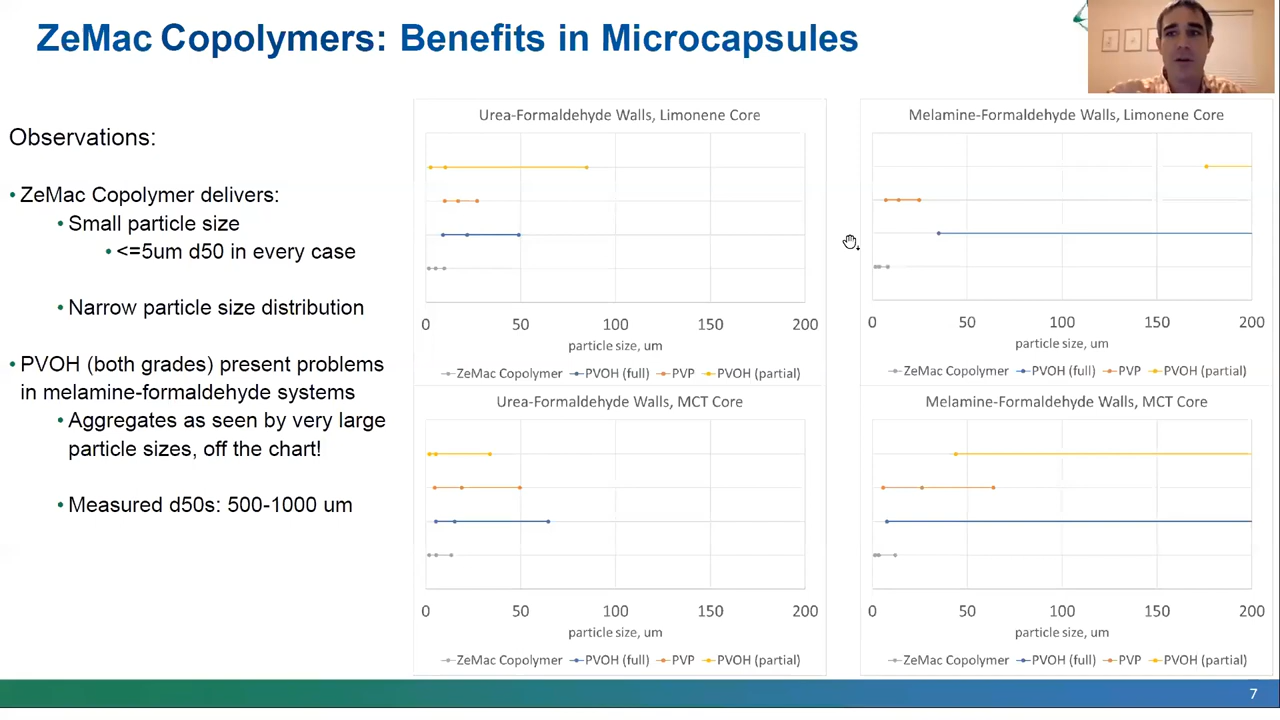 ZeMac Copolymers: Benefits in Microcapsules
Observations:
• ZeMac Copolymer delivers:
• Small particle size
• <=5um d50 in every case
• Narrow particle size distribution
• PVOH (both grades) present problems
in melamine-formaldehyde systems
• Aggregates as seen by very large
particle sizes, off the chart!
• Measured d50s: 500-1000 um
Urea-Formaldehyde Walls, Limonene Core
0 50 100 150 200
particle size, um
ZeMac Copolymer PVOH (full) PVP PVOH (partial)
Melamine-Formaldehyde Walls, Limonene Core
0 50 100 150 200
particle size, um
ZeMac Copolymer PVOH (full) PVP PVOH (partial)
Urea-Formaldehyde Walls, MCT Core
0 50 100 150 200
particle size, um
ZeMac Copolymer PVOH (full) PVP PVOH (partial)
Melamine-Formaldehyde Walls, MCT Core
0 50 100 150 200
particle size, um
ZeMac Copolymer PVOH (full) PVP PVOH (partial)
7